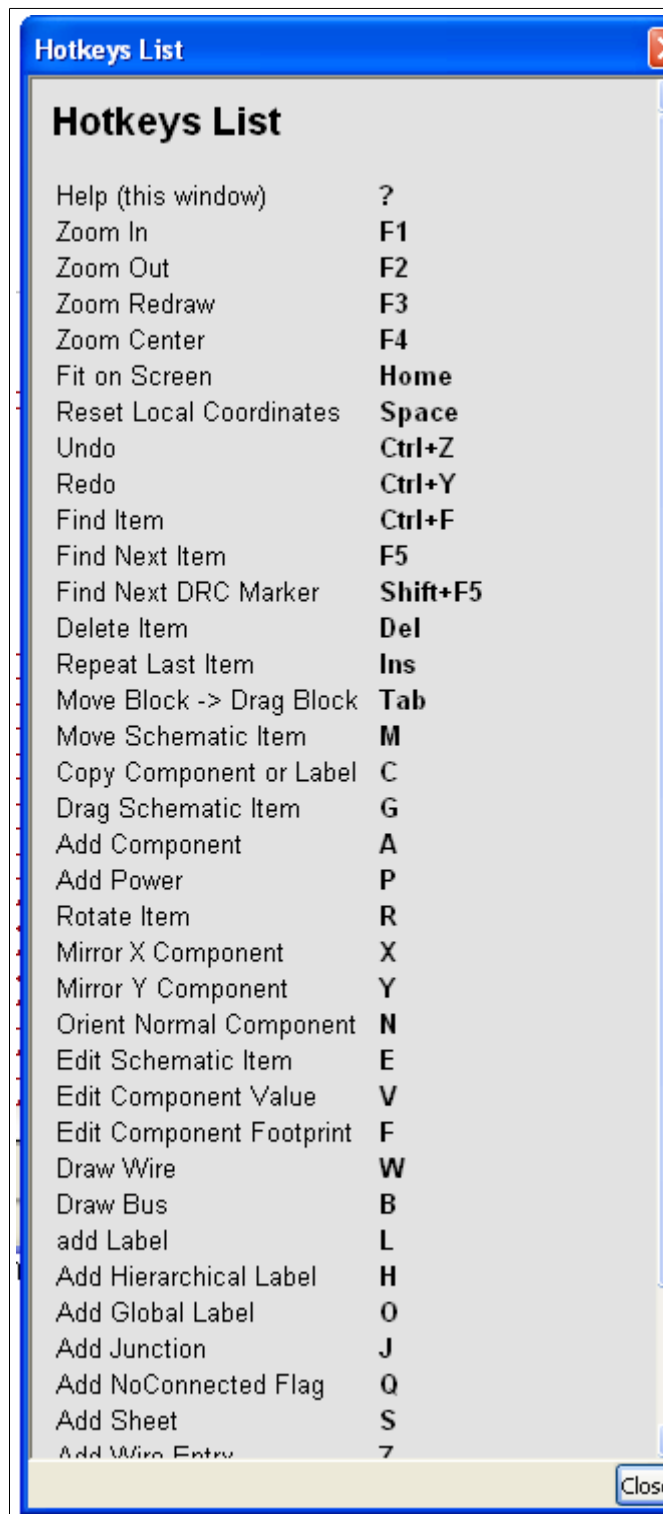 Hotkeys List
Hotkeys List
Help (this window) ?
Zoom In F1
Zoom Out F2
Zoom Redraw F3
Zoom Center F4
Fit on Screen Home
Reset Local Coordinates Space
Undo Ctrl+Z
Redo Ctrl+Y
Find Item Ctrl+F
Find Next Item F5
Find Next DRC Marker Shift+F5
Delete Item Del
Repeat Last Item Ins
Move Block -> Drag Block Tab
Move Schematic Item M
Copy Component or Label C
Drag Schematic Item G
Add Component A
Add Power P
Rotate Item R
Mirror X Component X
Mirror Y Component Y
Orient Normal Component N
Edit Schematic Item E
Edit Component Value V
Edit Component Footprint F
Draw Wire W
Draw Bus B
add Label L
Add Hierarchical Label H
Add Global Label O
Add Junction J
Add NoConnected Flag Q
Add Sheet S
Add Wire Entry Z
Close